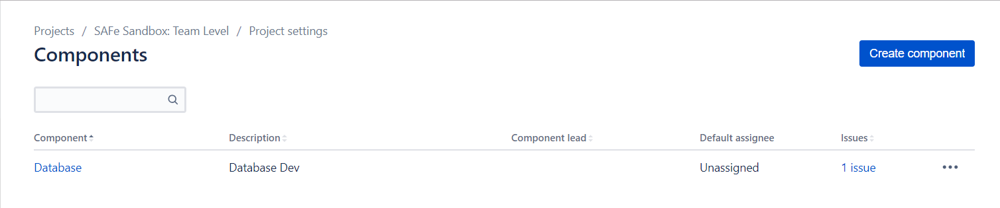 Projects / SAFe Sandbox: Team Level / Project settings
Components
Create component
Component Description Component lead Default assignee Issues
Database Database Dev Unassigned 1 issue